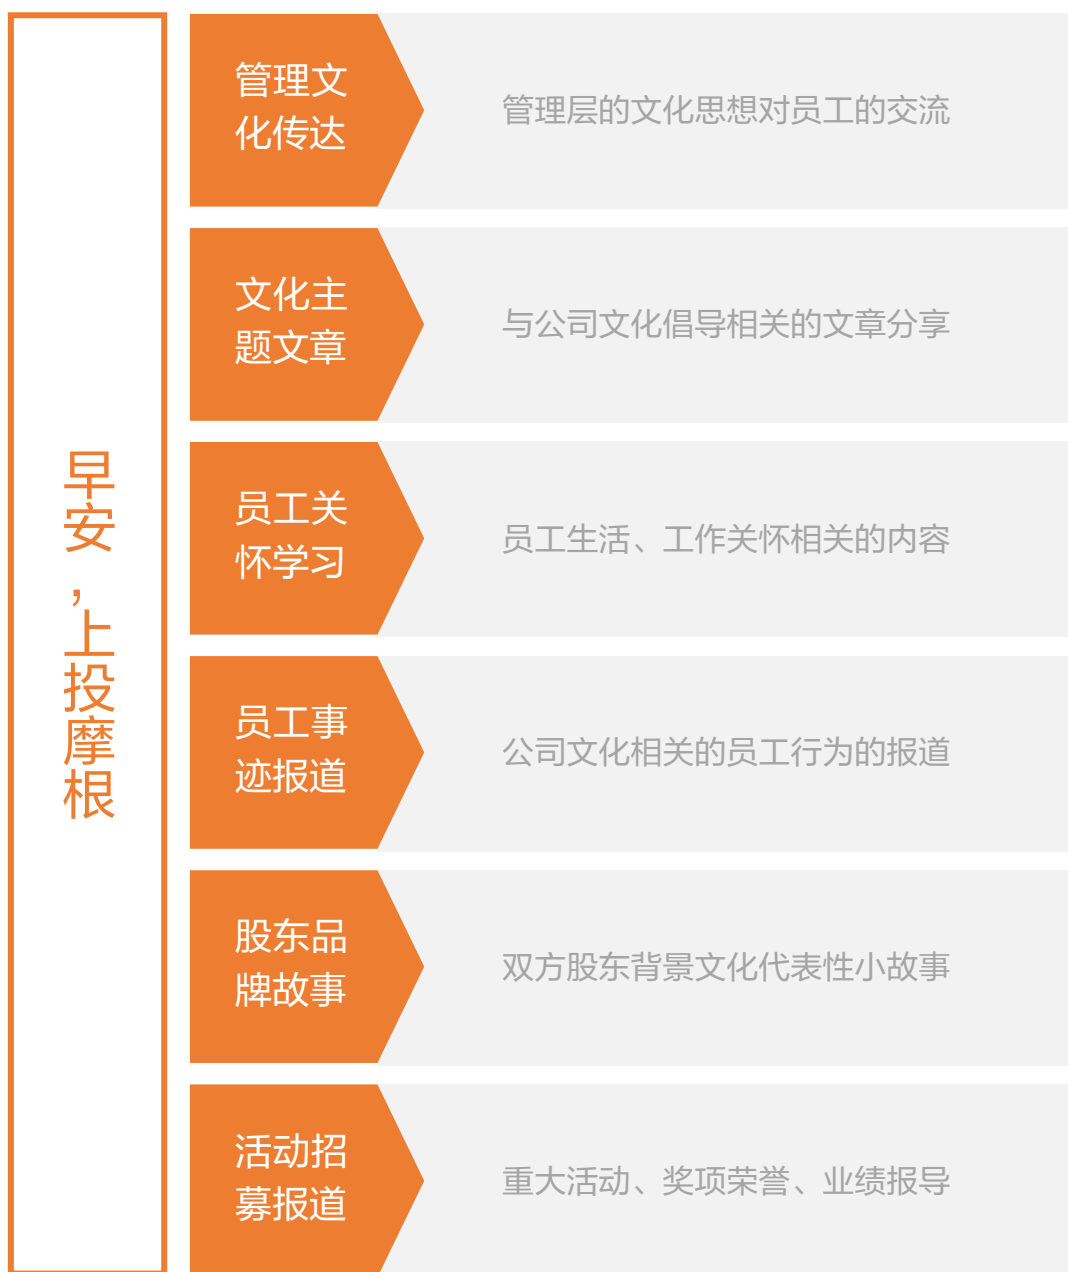 早安，上投摩根
管理文
化传达
管理层的文化思想对员工的交流
文化主
题文章
与公司文化倡导相关的文章分享
员工关
怀学习
员工生活、工作关怀相关的内容
员工事
迹报道
公司文化相关的员工行为的报道
股东品
牌故事
双方股东背景文化代表性小故事
活动招
募报道
重大活动、奖项荣誉、业绩报导